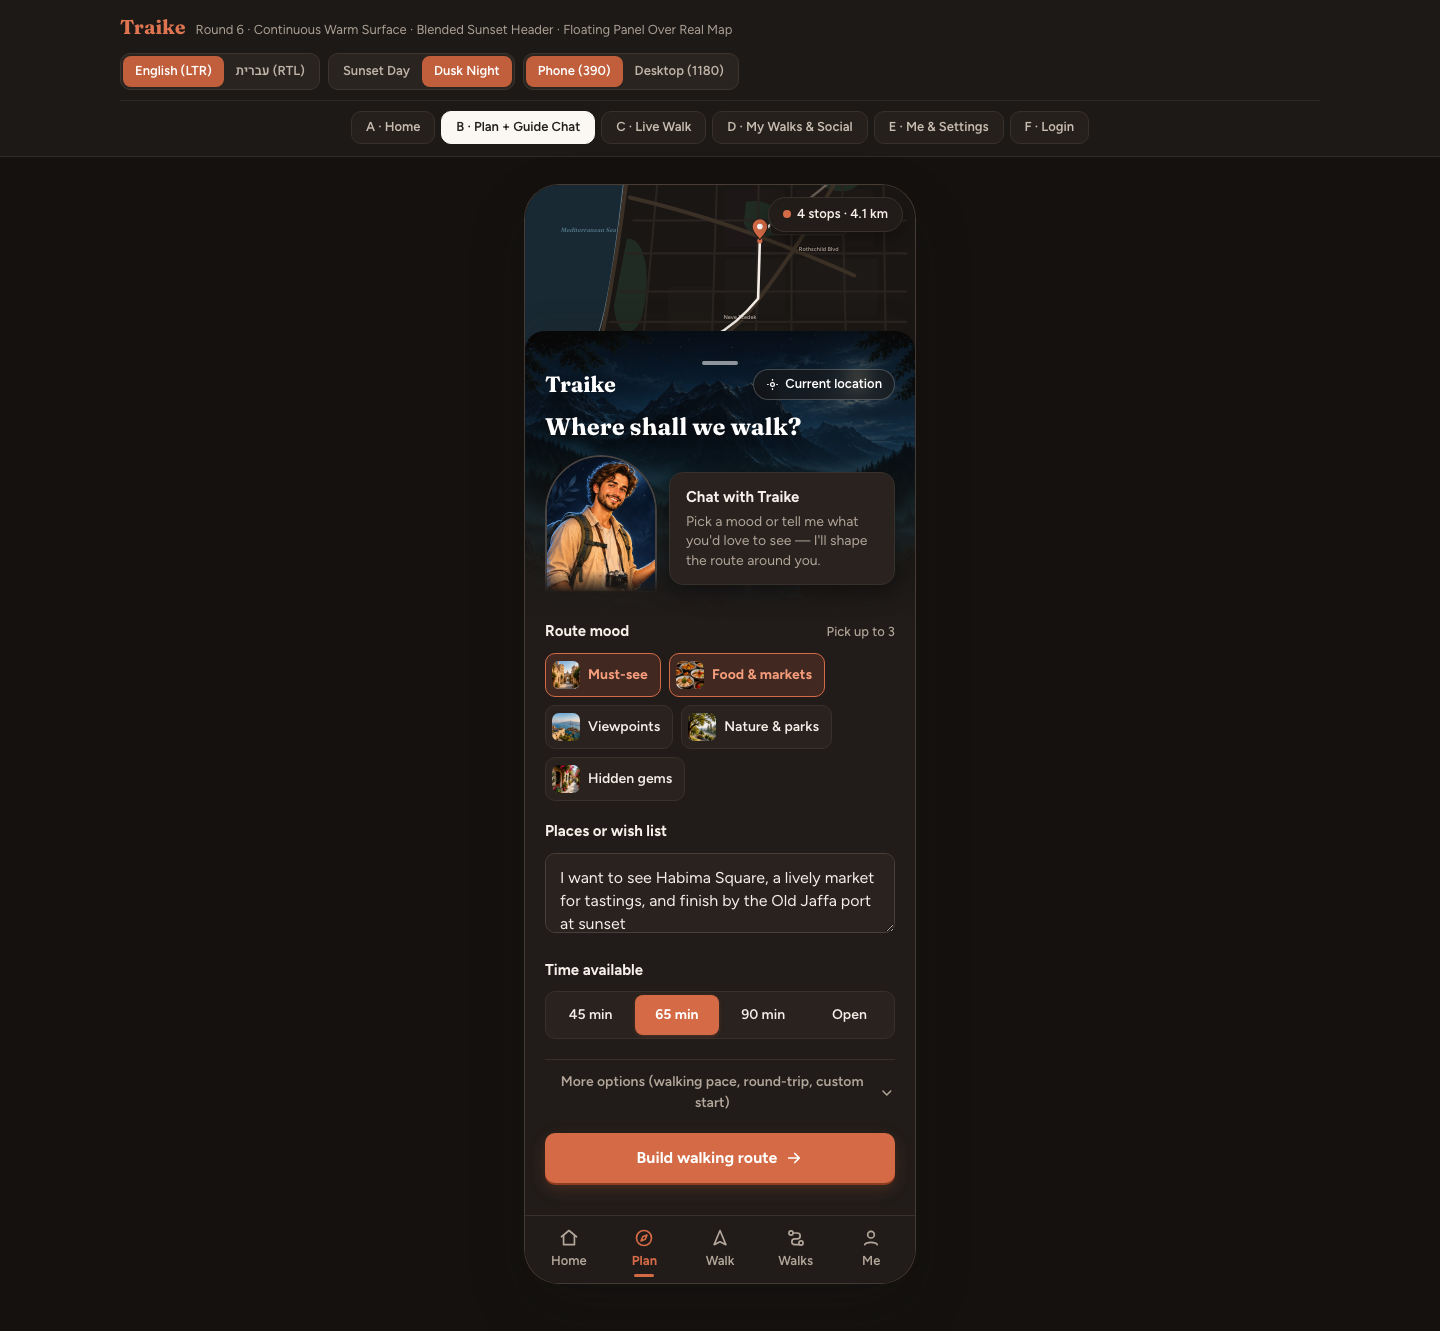 Traike Round 6 · Continuous Warm Surface · Blended Sunset Header · Floating Panel Over Real Map
English (LTR) עברית (RTL) Sunset Day Dusk Night Phone (390) Desktop (1180)
A · Home B · Plan + Guide Chat C · Live Walk D · My Walks & Social E · Me & Settings F · Login
4 stops · 4.1 km
Mediterranean Sea
Rothschild Blvd
Neve Tzedek
Traike
Current location
Where shall we walk?
Chat with Traike
Pick a mood or tell me what
you'd love to see — I'll shape
the route around you.
Route mood Pick up to 3
Must-see Food & markets
Viewpoints Nature & parks
Hidden gems
Places or wish list
I want to see Habima Square, a lively market
for tastings, and finish by the Old Jaffa port
at sunset
Time available
45 min 65 min 90 min Open
More options (walking pace, round-trip, custom
start)
Build walking route →
Home Plan Walk Walks Me